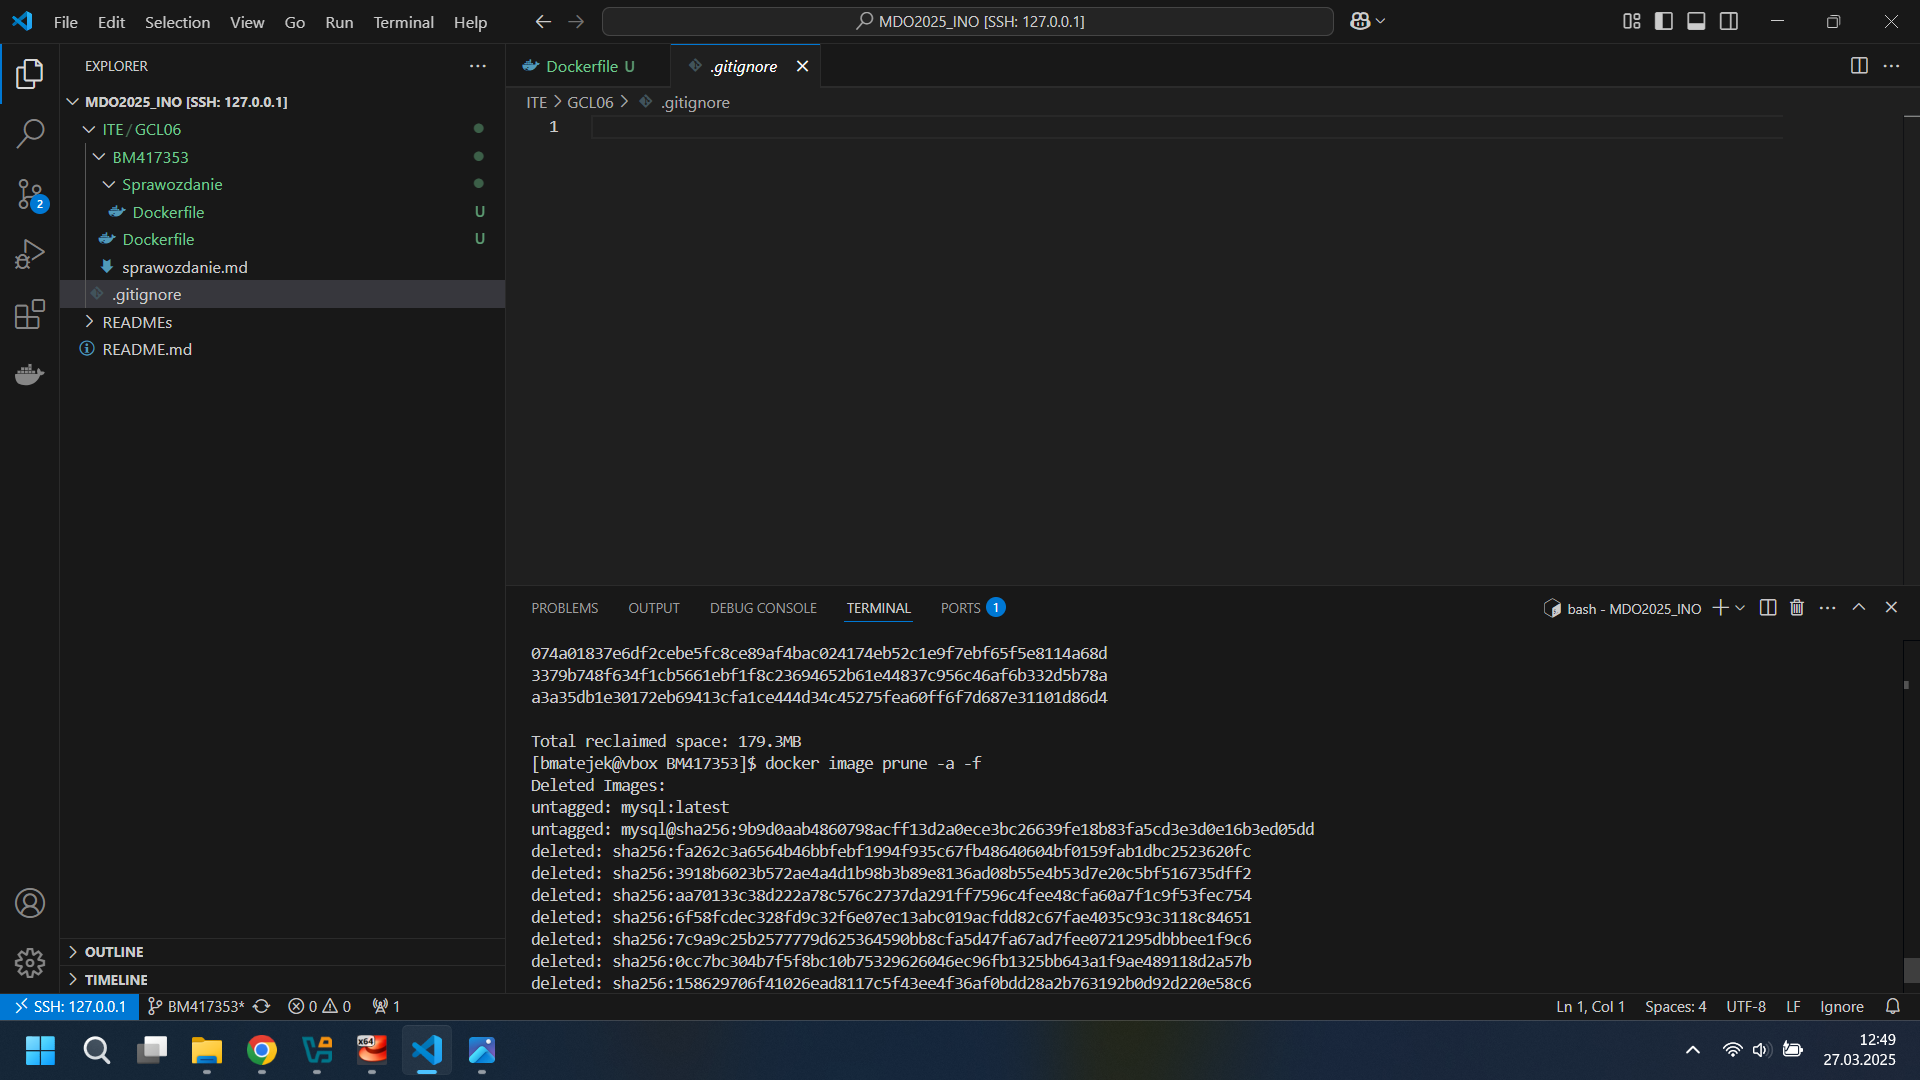 File Edit Selection View Go Run Terminal Help
MDO2025_INO [SSH: 127.0.0.1]
EXPLORER
MDO2025_INO [SSH: 127.0.0.1]
ITE / GCL06
BM417353
Sprawozdanie
Dockerfile U
Dockerfile U
sprawozdanie.md
.gitignore
READMEs
README.md
2
OUTLINE
TIMELINE
Dockerfile U
.gitignore
ITE > GCL06 > .gitignore
1
PROBLEMS OUTPUT DEBUG CONSOLE TERMINAL PORTS 1
bash - MDO2025_INO
074a01837e6df2cebe5fc8ce89af4bac024174eb52c1e9f7ebf65f5e8114a68d
3379b748f634f1cb5661ebf1f8c23694652b61e44837c956c46af6b332d5b78a
a3a35db1e30172eb69413cfa1ce444d34c45275fea60ff6f7d687e31101d86d4
Total reclaimed space: 179.3MB
[bmatejek@vbox BM417353]$ docker image prune -a -f
Deleted Images:
untagged: mysql:latest
untagged: mysql@sha256:9b9d0aab4860798acff13d2a0ece3bc26639fe18b83fa5cd3e3d0e16b3ed05dd
deleted: sha256:fa262c3a6564b46bbfebf1994f935c67fb48640604bf0159fab1dbc2523620fc
deleted: sha256:3918b6023b572ae4a4d1b98b3b89e8136ad08b55e4b53d7e20c5bf516735dff2
deleted: sha256:aa70133c38d222a78c576c2737da291ff7596c4fee48cfa60a7f1c9f53fec754
deleted: sha256:6f58fcdec328fd9c32f6e07ec13abc019acfdd82c67fae4035c93c3118c84651
deleted: sha256:7c9a9c25b2577779d625364590bb8cfa5d47fa67ad7fee0721295dbbbee1f9c6
deleted: sha256:0cc7bc304b7f5f8bc10b75329626046ec96fb1325bb643a1f9ae489118d2a57b
deleted: sha256:158629706f41026ead8117c5f43ee4f36af0bdd28a2b763192b0d92d220e58c6
SSH: 127.0.0.1 BM417353* 0 0 1
Ln 1, Col 1 Spaces: 4 UTF-8 LF Ignore
x64
12:49
27.03.2025